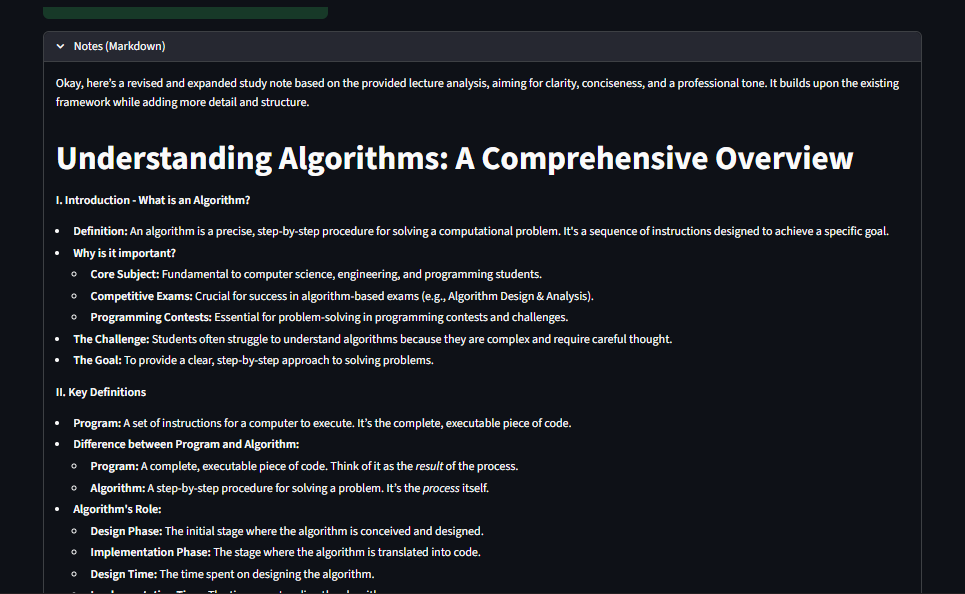 Notes (Markdown)
Okay, here's a revised and expanded study note based on the provided lecture analysis, aiming for clarity, conciseness, and a professional tone. It builds upon the existing
framework while adding more detail and structure.
Understanding Algorithms: A Comprehensive Overview
I. Introduction - What is an Algorithm?
Definition: An algorithm is a precise, step-by-step procedure for solving a computational problem. It's a sequence of instructions designed to achieve a specific goal.
Why is it important?
Core Subject: Fundamental to computer science, engineering, and programming students.
Competitive Exams: Crucial for success in algorithm-based exams (e.g., Algorithm Design & Analysis).
Programming Contests: Essential for problem-solving in programming contests and challenges.
The Challenge: Students often struggle to understand algorithms because they are complex and require careful thought.
The Goal: To provide a clear, step-by-step approach to solving problems.
II. Key Definitions
Program: A set of instructions for a computer to execute. It's the complete, executable piece of code.
Difference between Program and Algorithm:
Program: A complete, executable piece of code. Think of it as the result of the process.
Algorithm: A step-by-step procedure for solving a problem. It's the process itself.
Algorithm's Role:
Design Phase: The initial stage where the algorithm is conceived and designed.
Implementation Phase: The stage where the algorithm is translated into code.
Design Time: The time spent on designing the algorithm.